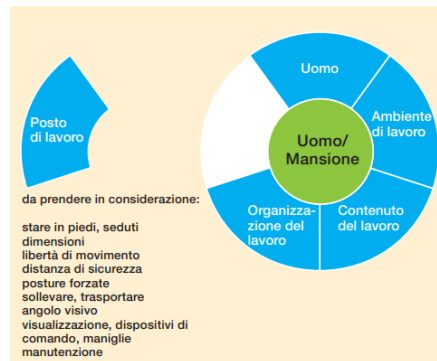 Posto
di lavoro
da prendere in considerazione:
stare in piedi, seduti
dimensioni
libertà di movimento
distanza di sicurezza
posture forzate
sollevare, trasportare
angolo visivo
visualizzazione, dispositivi di
comando, maniglie
manutenzione
Uomo
Ambiente
di lavoro
Uomo/
Mansione
Organizza-
zione del
lavoro
Contenuto
del lavoro